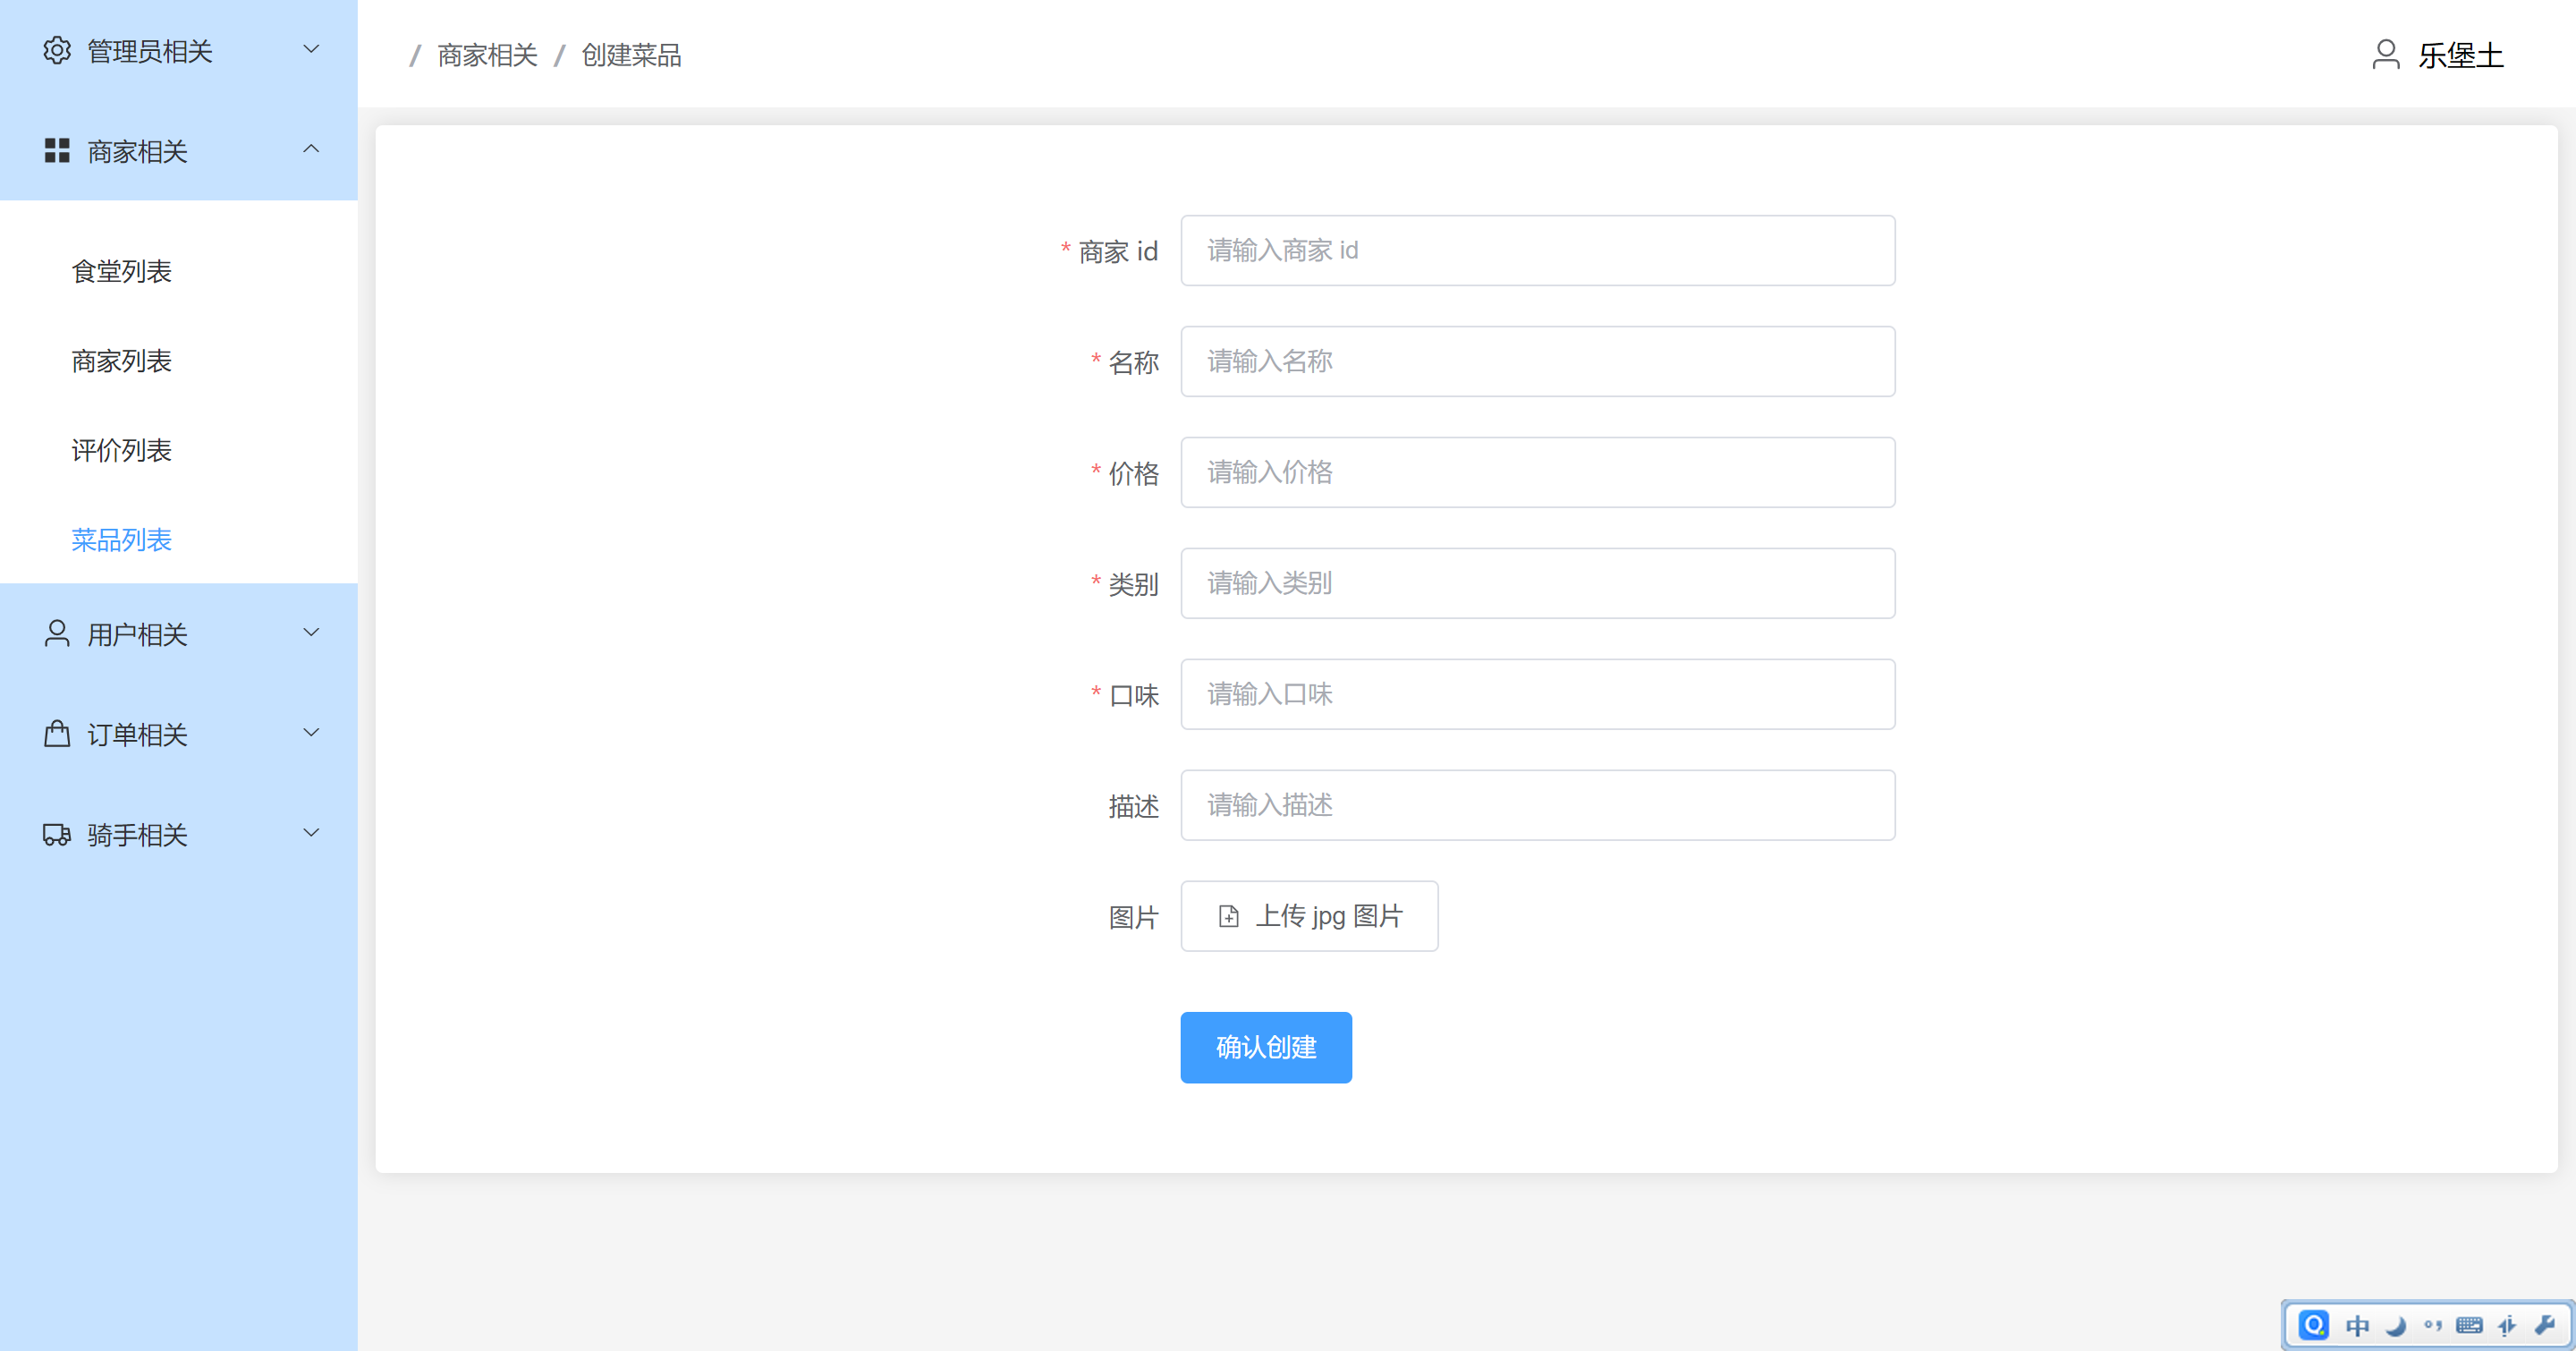 管理员相关
商家相关
食堂列表
商家列表
评价列表
菜品列表
用户相关
订单相关
骑手相关
/ 商家相关 / 创建菜品
乐堡土
* 商家 id 请输入商家 id
* 名称 请输入名称
* 价格 请输入价格
* 类别 请输入类别
* 口味 请输入口味
描述 请输入描述
图片 上传 jpg 图片
确认创建
中